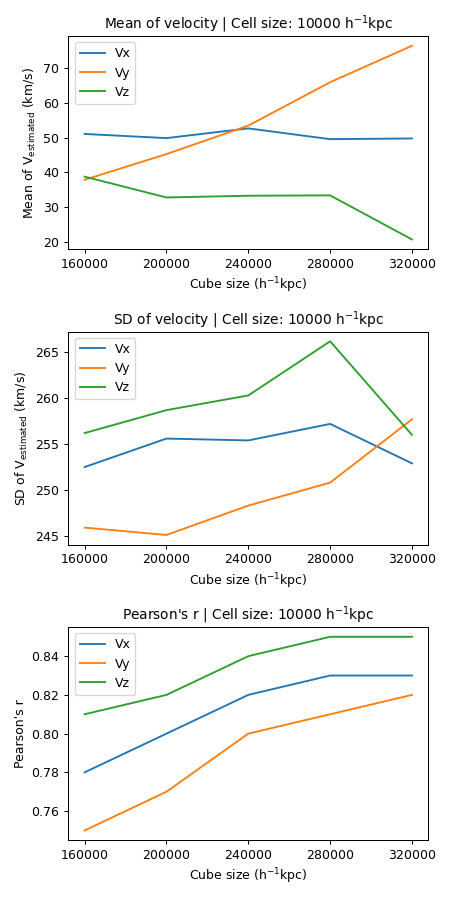 Mean of velocity | Cell size: 10000 h⁻¹kpc
Vx
Vy
Vz
70
60
50
40
30
20
Mean of V_estimated (km/s)
160000 200000 240000 280000 320000
Cube size (h⁻¹kpc)
SD of velocity | Cell size: 10000 h⁻¹kpc
Vx
Vy
Vz
265
260
255
250
245
SD of V_estimated (km/s)
160000 200000 240000 280000 320000
Cube size (h⁻¹kpc)
Pearson's r | Cell size: 10000 h⁻¹kpc
Vx
Vy
Vz
0.84
0.82
0.80
0.78
0.76
Pearson's r
160000 200000 240000 280000 320000
Cube size (h⁻¹kpc)